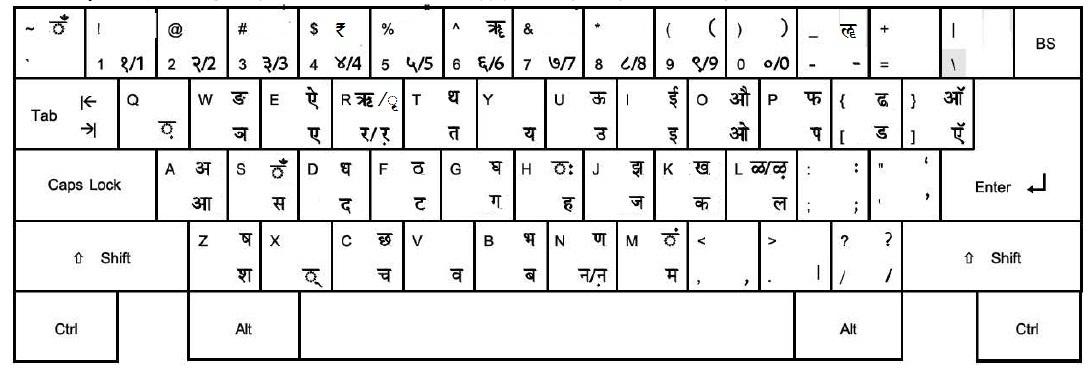 ~ ँ ! @ # $ ₹ % ^ ॠ & * ( ( ) ) _ ऌ + | BS
` 1 १/1 2 २/2 3 ३/3 4 ४/4 5 ५/5 6 ६/6 7 ७/7 8 ८/8 9 ९/9 0 ०/0 - - = \
Tab Q W ङ E ऐ R ऋ/ृ T थ Y U ऊ I ई O औ P फ { ढ } ऑ
़ ञ ए र/ऱ त य उ इ ओ प [ ड ] ऍ
Caps Lock A अ S ँ D ध F ठ G घ H ः J झ K ख L ळ/ऴ : : " ‘ Enter
आ स द ट ग ह ज क ल ; ; ' ’
⇧ Shift Z ष X C छ V B भ N ण M ं < > ? ? ⇧ Shift
श ् च व ब न/ऩ म , , . । / /
Ctrl Alt Alt Ctrl